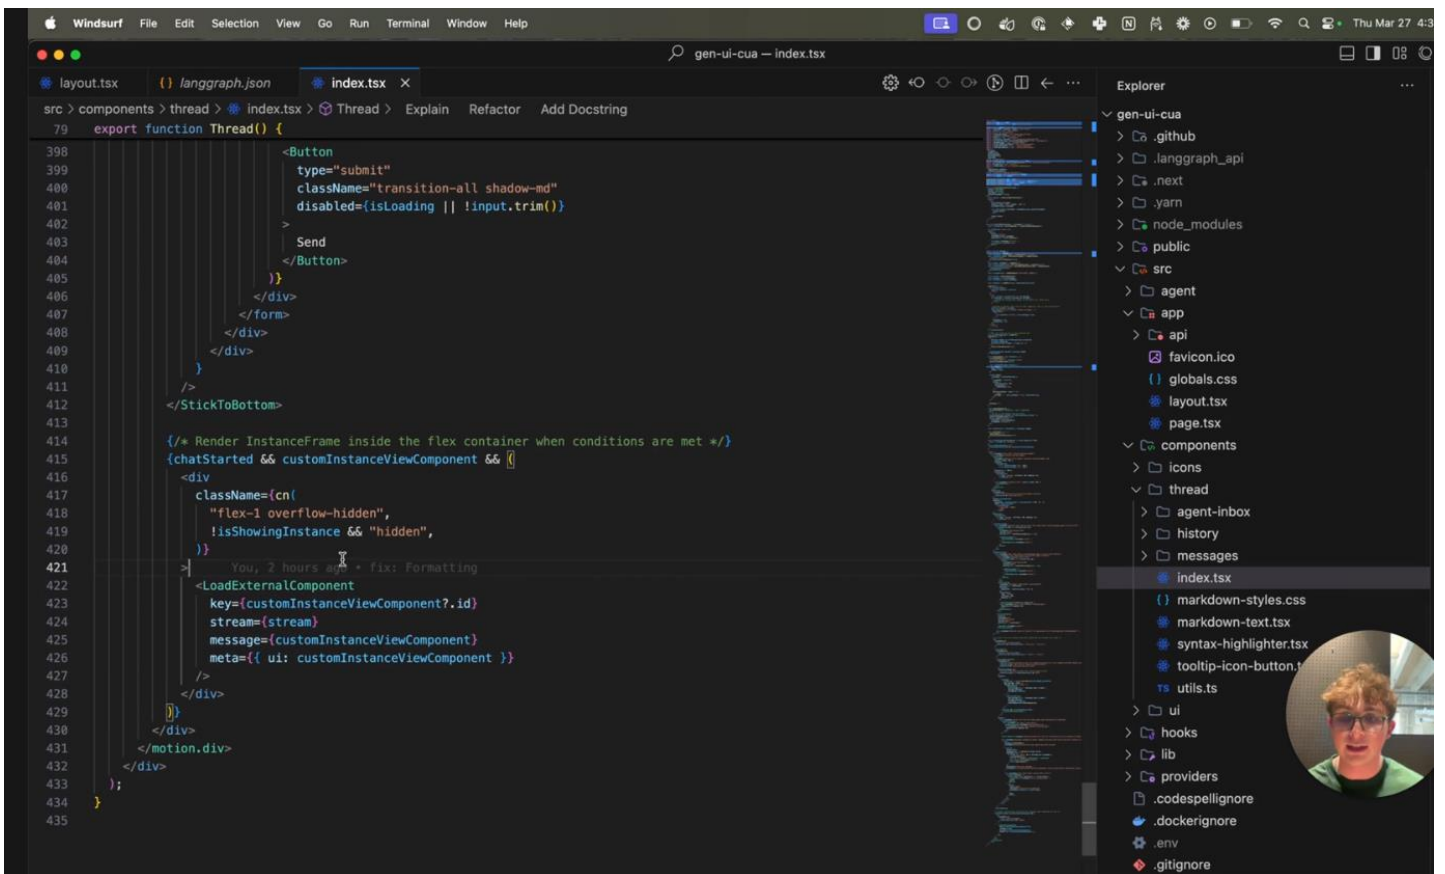 Windsurf File Edit Selection View Go Run Terminal Window Help Thu Mar 27 4:3
gen-ui-cua — index.tsx
layout.tsx {} langgraph.json index.tsx ×
src > components > thread > index.tsx > Thread > Explain Refactor Add Docstring
79 export function Thread() {
398 <Button
399 type="submit"
400 className="transition-all shadow-md"
401 disabled={isLoading || !input.trim()}
402 >
403 Send
404 </Button>
405 )}
406 </div>
407 </form>
408 </div>
409 </div>
410 }
411 />
412 </StickToBottom>
413
414 {/* Render InstanceFrame inside the flex container when conditions are met */}
415 {chatStarted && customInstanceViewComponent && (
416 <div
417 className={cn(
418 "flex-1 overflow-hidden",
419 !isShowingInstance && "hidden",
420 )}
421 > You, 2 hours ago • fix: Formatting
422 <LoadExternalComponent
423 key={customInstanceViewComponent?.id}
424 stream={stream}
425 message={customInstanceViewComponent}
426 meta={{ ui: customInstanceViewComponent }}
427 />
428 </div>
429 )}
430 </div>
431 </motion.div>
432 </div>
433 );
434 }
435
Explorer
gen-ui-cua
.github
.langgraph_api
.next
.yarn
node_modules
public
src
agent
app
api
favicon.ico
{} globals.css
layout.tsx
page.tsx
components
icons
thread
agent-inbox
history
messages
index.tsx
{} markdown-styles.css
markdown-text.tsx
syntax-highlighter.tsx
tooltip-icon-button.t
TS utils.ts
ui
hooks
lib
providers
.codespellignore
.dockerignore
.env
.gitignore